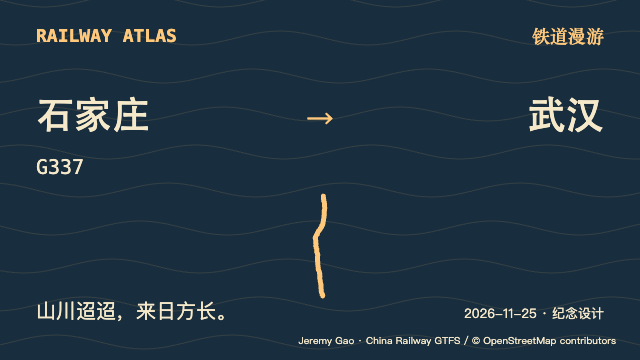 RAILWAY ATLAS 铁道漫游
石家庄 → 武汉
G337
山川迢迢，来日方长。 2026-11-25 · 纪念设计
Jeremy Gao · China Railway GTFS / © OpenStreetMap contributors